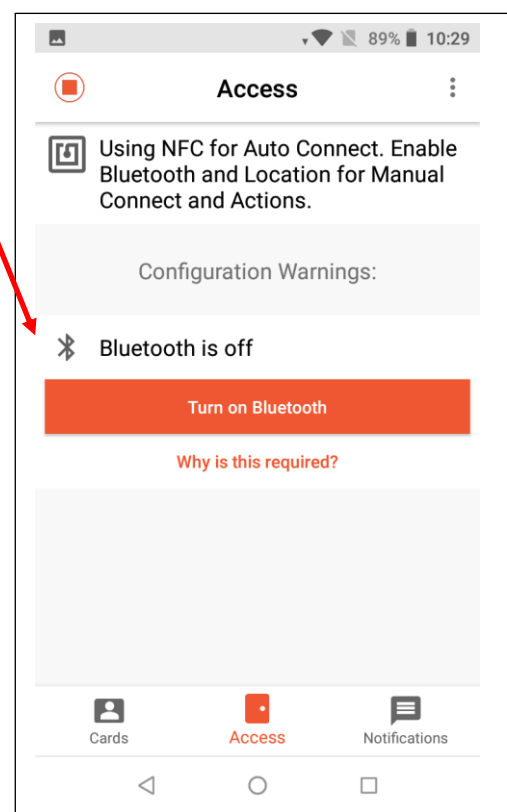 89% 10:29
Access
Using NFC for Auto Connect. Enable
Bluetooth and Location for Manual
Connect and Actions.
Configuration Warnings:
Bluetooth is off
Turn on Bluetooth
Why is this required?
Cards Access Notifications